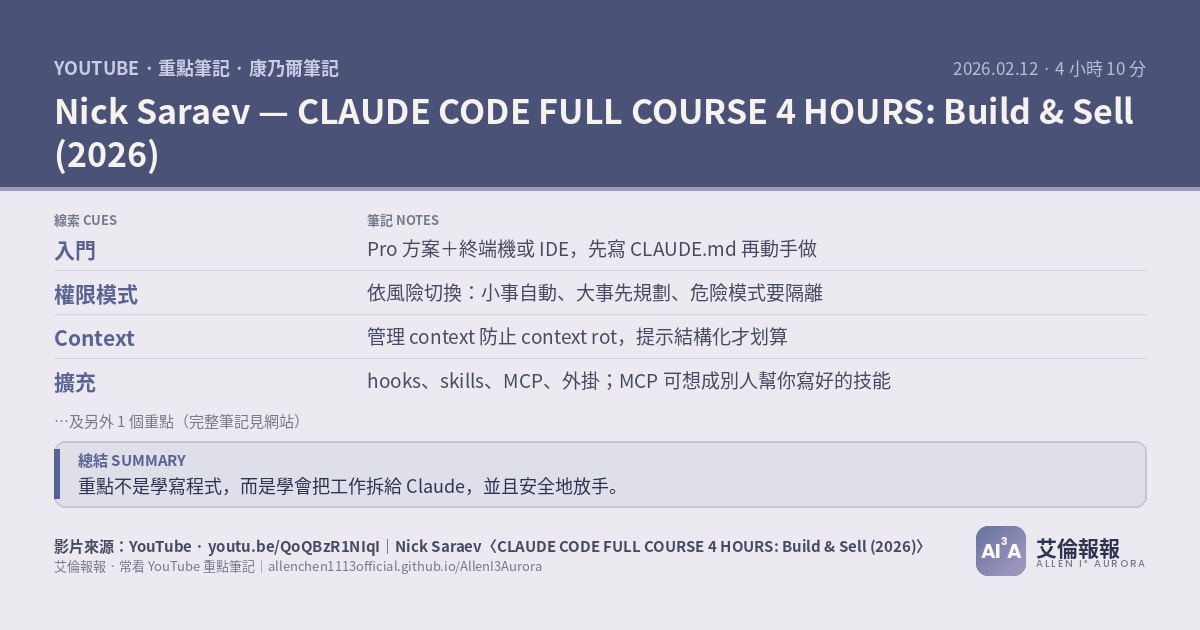 YOUTUBE · 重點筆記 · 康乃爾筆記
2026.02.12 · 4 小時 10 分
Nick Saraev — CLAUDE CODE FULL COURSE 4 HOURS: Build & Sell
(2026)
線索 CUES
筆記 NOTES
入門
Pro 方案＋終端機或 IDE，先寫 CLAUDE.md 再動手做
權限模式
依風險切換：小事自動、大事先規劃、危險模式要隔離
Context
管理 context 防止 context rot，提示結構化才划算
擴充
hooks、skills、MCP、外掛；MCP 可想成別人幫你寫好的技能
…及另外 1 個重點（完整筆記見網站）
總結 SUMMARY
重點不是學寫程式，而是學會把工作拆給 Claude，並且安全地放手。
影片來源：YouTube · youtu.be/QoQBzR1NIqI｜Nick Saraev〈CLAUDE CODE FULL COURSE 4 HOURS: Build & Sell (2026)〉
艾倫報報 · 常看 YouTube 重點筆記｜allenchen1113official.github.io/AllenI3Aurora
AI³A
艾倫報報
ALLEN I³ AURORA